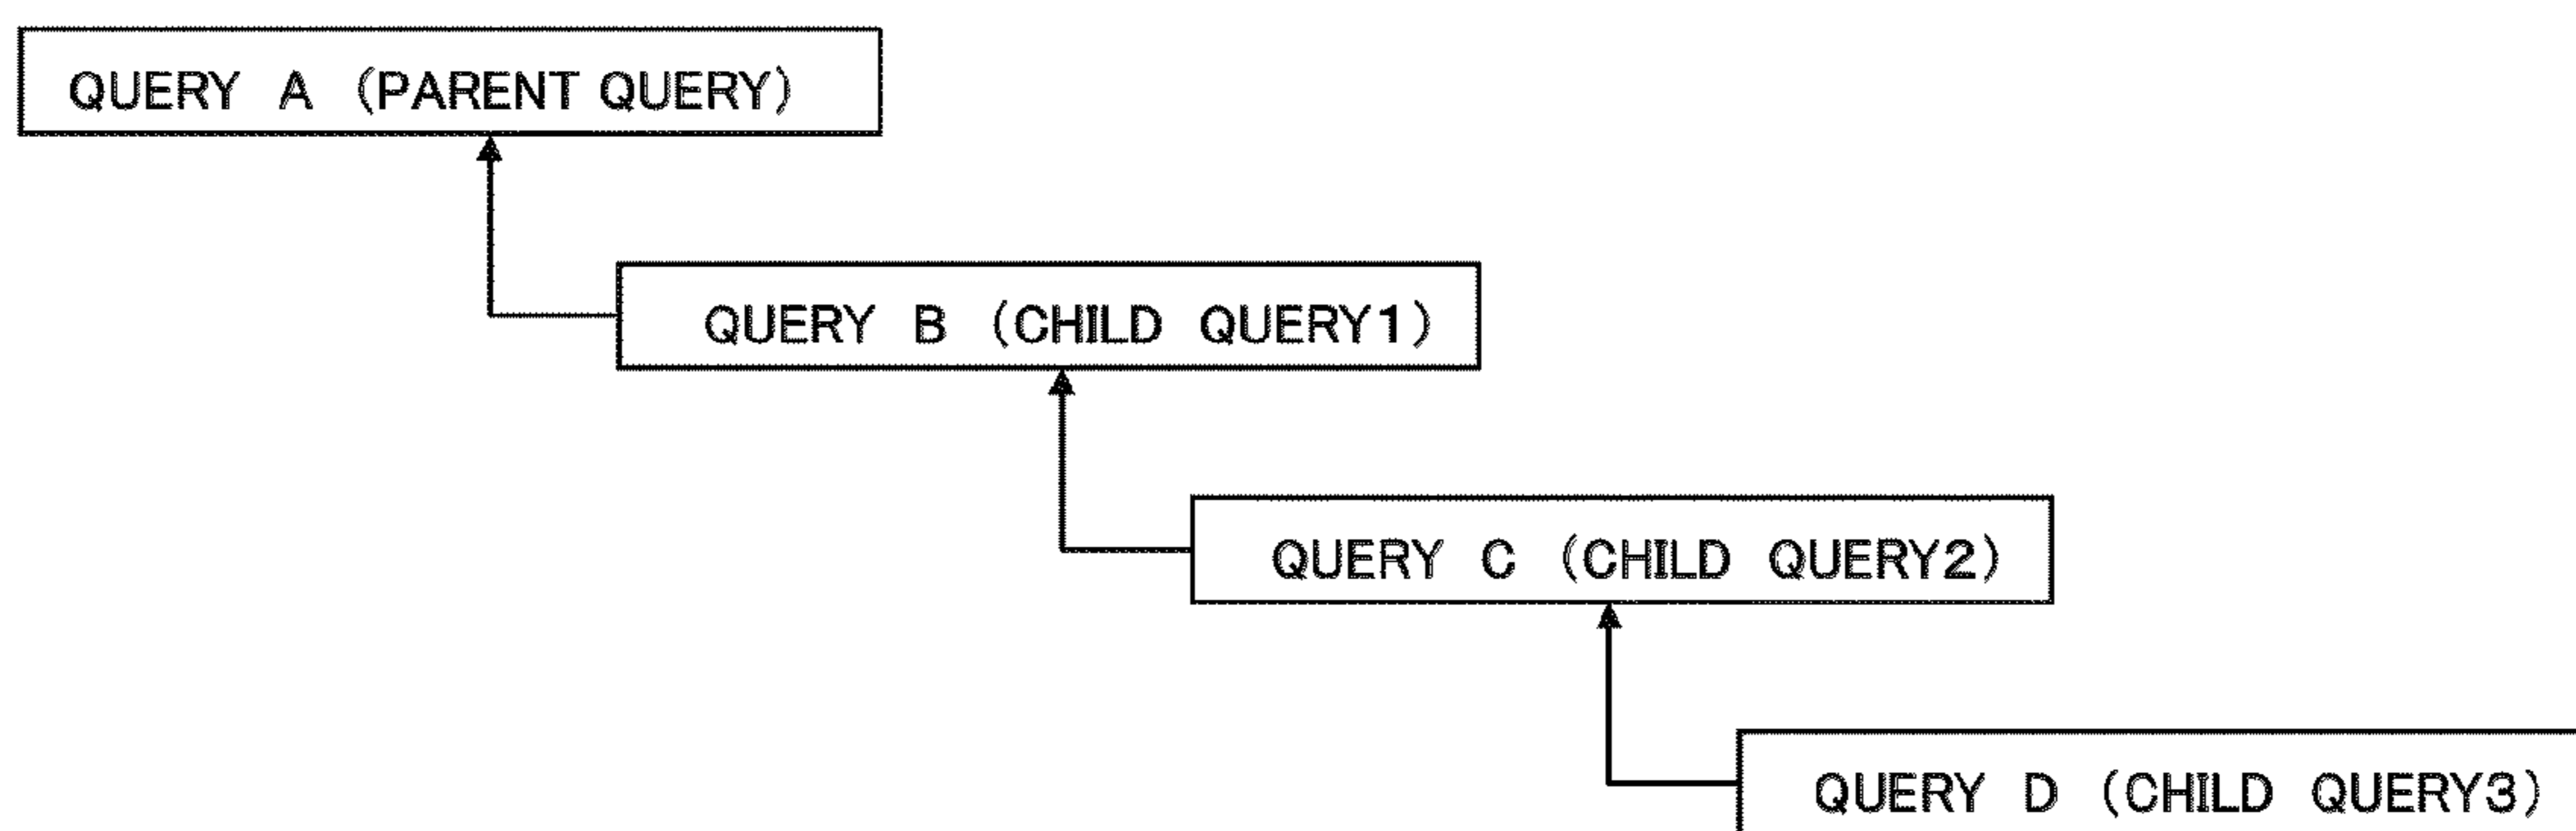 QUERY A (PARENT QUERY)
QUERY B (CHILD QUERY1)
QUERY C (CHILD QUERY2)
QUERY D (CHILD QUERY3)